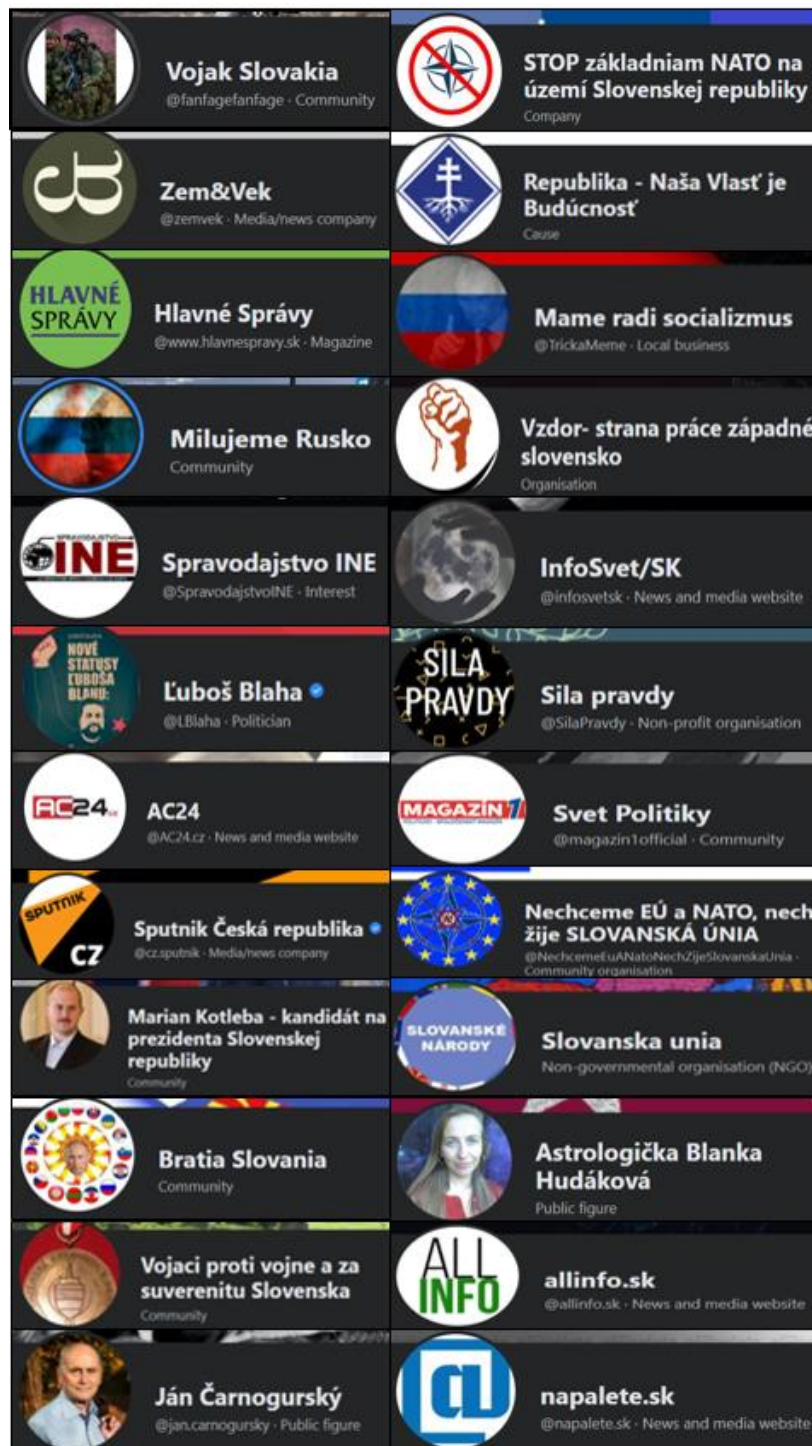 Vojak Slovakia
@fanfagefanfage · Community
STOP základniam NATO na
území Slovenskej republiky
Company
Zem&Vek
@zemvek · Media/news company
Republika - Naša Vlasť je
Budúcnosť
Cause
HLAVNÉ
SPRÁVY
Hlavné Správy
@www.hlavnespravy.sk · Magazine
Mame radi socializmus
@TrickaMeme · Local business
Milujeme Rusko
Community
Vzdor- strana práce západné
slovensko
Organisation
SPRAVODAJSTVO
INE
Spravodajstvo INE
@SpravodajstvoINE · Interest
InfoSvet/SK
@infosvetsk · News and media website
NOVÉ
STATUSY
ĽUBOŠA
BLAHU:
Ľuboš Blaha
@LBlaha · Politician
SILA
PRAVDY
Sila pravdy
@SilaPravdy · Non-profit organisation
AC24
AC24
@AC24.cz · News and media website
MAGAZÍN 1
Svet Politiky
@magazin1official · Community
SPUTNIK
CZ
Sputnik Česká republika
@cz.sputnik · Media/news company
Nechceme EÚ a NATO, nech
žije SLOVANSKÁ ÚNIA
@NechcemeEuANatoNechZijeSlovanskaUnia ·
Community organisation
Marian Kotleba - kandidát na
prezidenta Slovenskej
republiky
Community
SLOVANSKÉ
NÁRODY
Slovanska unia
Non-governmental organisation (NGO)
Bratia Slovania
Community
Astrologička Blanka
Hudáková
Public figure
Vojaci proti vojne a za
suverenitu Slovenska
Community
ALL
INFO
allinfo.sk
@allinfo.sk · News and media website
Ján Čarnogurský
@jan.carnogursky · Public figure
@
napalete.sk
@napalete.sk · News and media website